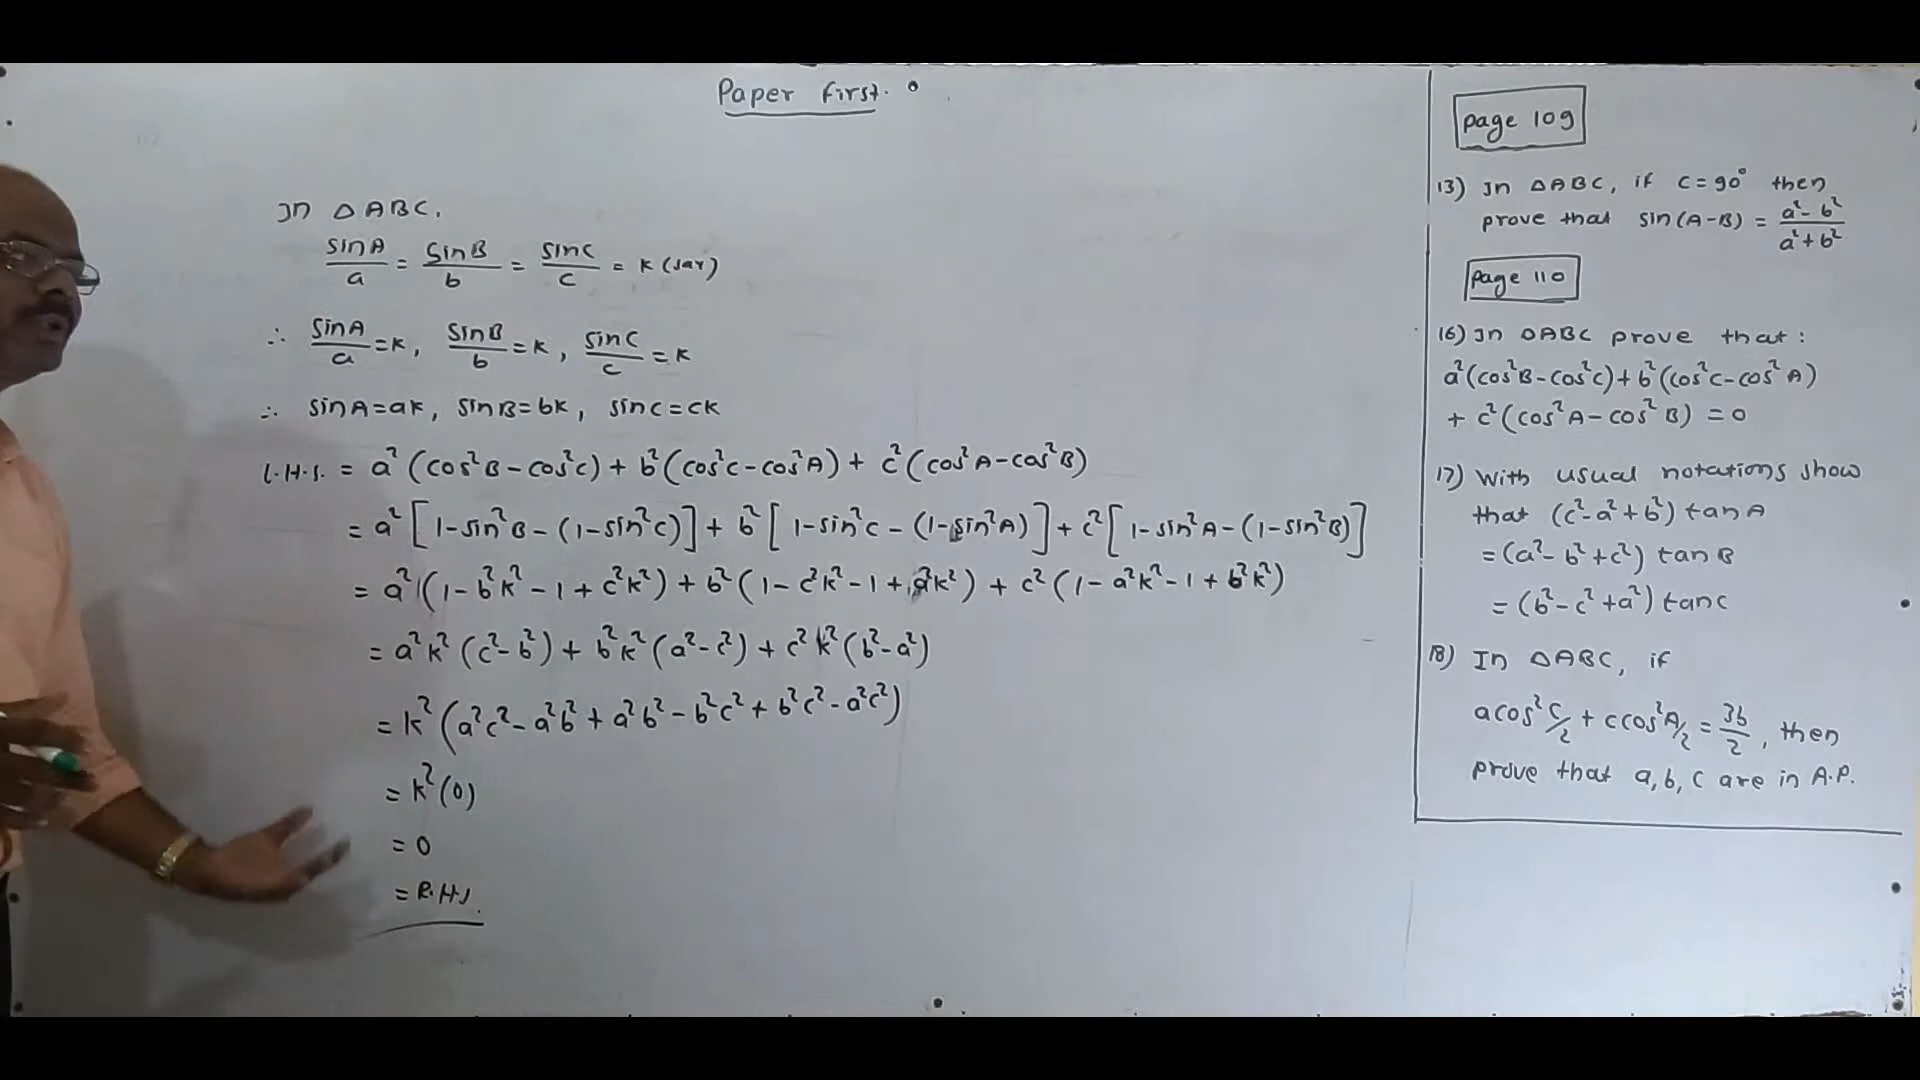 Paper first.
In △ABC,
sinA/a = SinB/b = sinC/c = k (say)
∴ sinA/a = k, sinB/b = k, sinC/c = k
∴ sinA = ak, sinB = bk, sinC = ck
L.H.S. = a² (cos²B - cos²C) + b² (cos²C - cos²A) + c² (cos²A - cos²B)
= a² [1 - sin²B - (1 - sin²C)] + b² [1 - sin²C - (1 - sin²A)] + c² [1 - sin²A - (1 - sin²B)]
= a² (1 - b²k² - 1 + c²k²) + b² (1 - c²k² - 1 + a²k²) + c² (1 - a²k² - 1 + b²k²)
= a²k² (c² - b²) + b²k² (a² - c²) + c²k² (b² - a²)
= k² (a²c² - a²b² + a²b² - b²c² + b²c² - a²c²)
= k² (0)
= 0
= R.H.S.
page 109
13) In △ABC, if C = 90° then
prove that sin(A-B) = a² - b² / a² + b²
Page 110
16) In △ABC prove that :
a² (cos²B - cos²C) + b² (cos²C - cos²A)
+ c² (cos²A - cos²B) = 0
17) With usual notations show
that (c² - a² + b²) tanA
= (a² - b² + c²) tanB
= (b² - c² + a²) tanC
18) In △ABC, if
a cos² C/2 + c cos² A/2 = 3b/2, then
prove that a, b, c are in A.P.